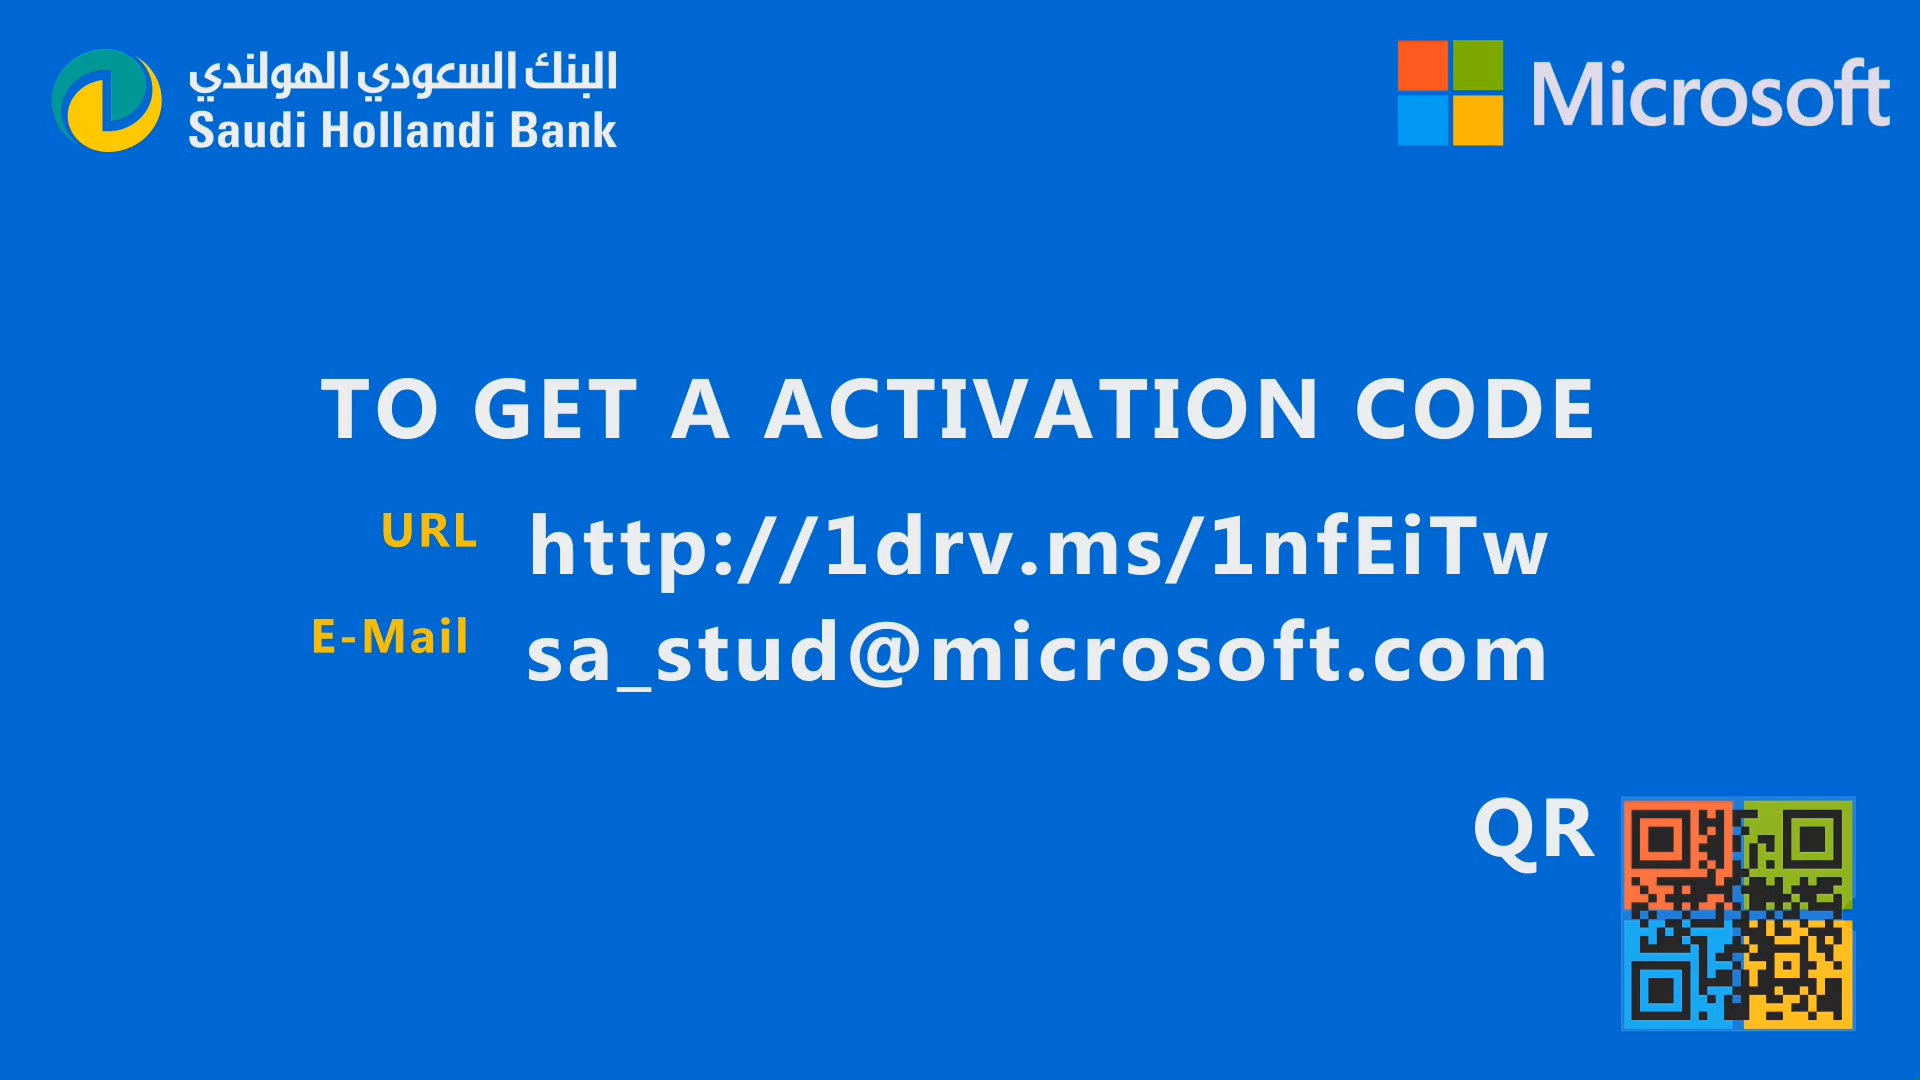 البنك السعودي الهولندي
Saudi Hollandi Bank
Microsoft
TO GET A ACTIVATION CODE
URL http://1drv.ms/1nfEiTw
E-Mail sa_stud@microsoft.com
QR